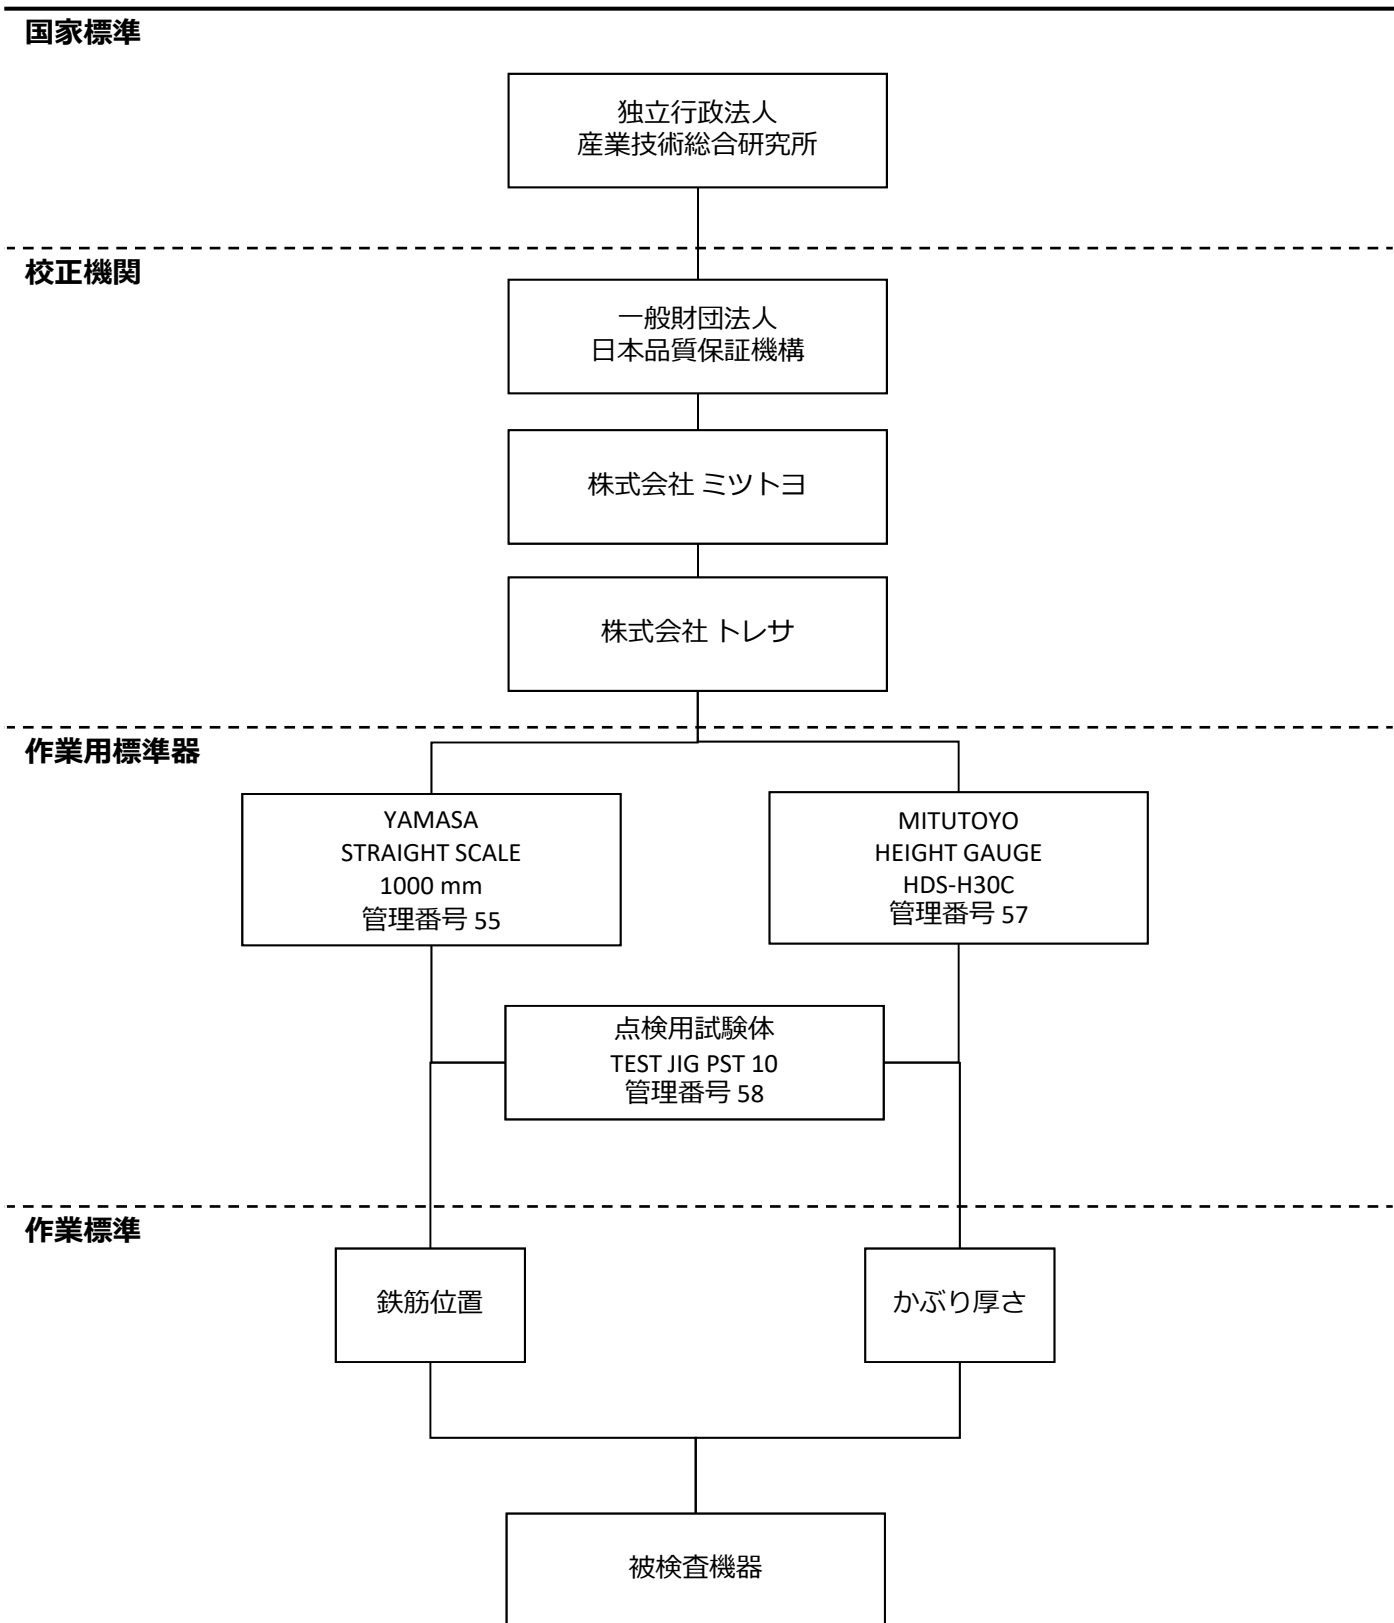 国家標準
独立行政法人
産業技術総合研究所
校正機関
一般財団法人
日本品質保証機構
株式会社 ミツトヨ
株式会社 トレサ
作業用標準器
YAMASA
STRAIGHT SCALE
1000 mm
管理番号 55
MITUTOYO
HEIGHT GAUGE
HDS-H30C
管理番号 57
点検用試験体
TEST JIG PST 10
管理番号 58
作業標準
鉄筋位置
かぶり厚さ
被検査機器